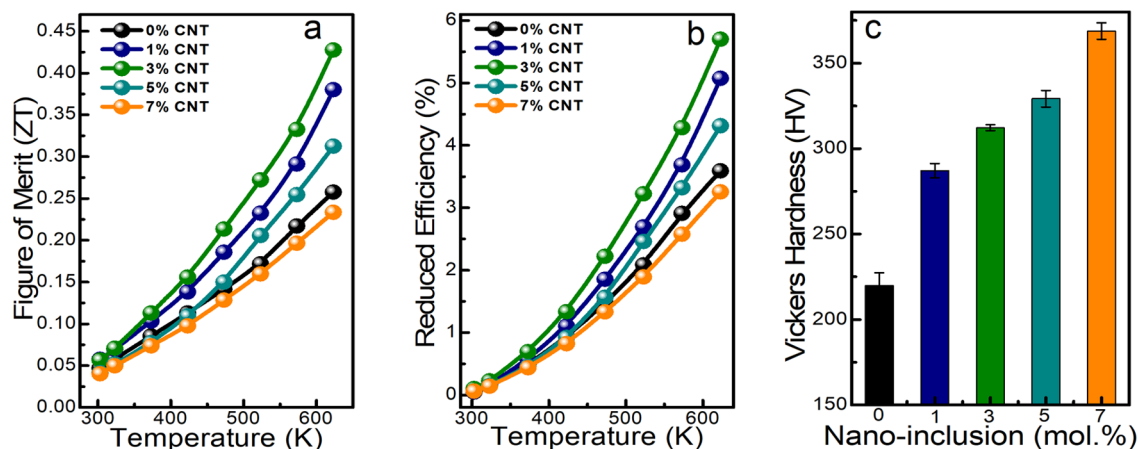 a
0% CNT
1% CNT
3% CNT
5% CNT
7% CNT
0.45
0.40
0.35
0.30
0.25
0.20
0.15
0.10
0.05
0.00
Figure of Merit (ZT)
300 400 500 600
Temperature (K)
b
0% CNT
1% CNT
3% CNT
5% CNT
7% CNT
6
5
4
3
2
1
0
Reduced Efficiency (%)
300 400 500 600
Temperature (K)
c
375
300
225
150
Vickers Hardness (HV)
0 1 3 5 7
Nano-inclusion (mol.%)